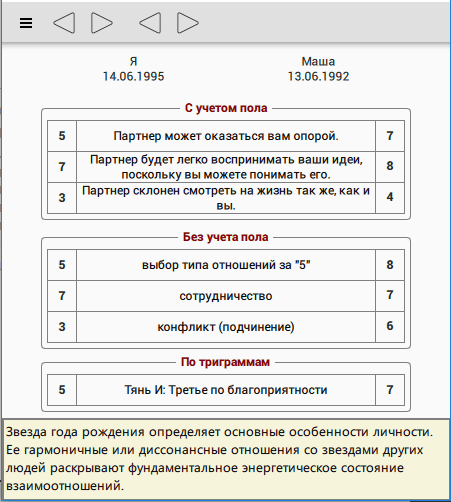 Я Маша
14.06.1995 13.06.1992
С учетом пола
5 Партнер может оказаться вам опорой. 7
7 Партнер будет легко воспринимать ваши идеи, 8
поскольку вы можете понимать его.
3 Партнер склонен смотреть на жизнь так же, как и 4
вы.
Без учета пола
5 выбор типа отношений за "5" 8
7 сотрудничество 7
3 конфликт (подчинение) 6
По триграммам
5 Тянь И: Третье по благоприятности 7
Звезда года рождения определяет основные особенности личности.
Ее гармоничные или диссонансные отношения со звездами других
людей раскрывают фундаментальное энергетическое состояние
взаимоотношений.